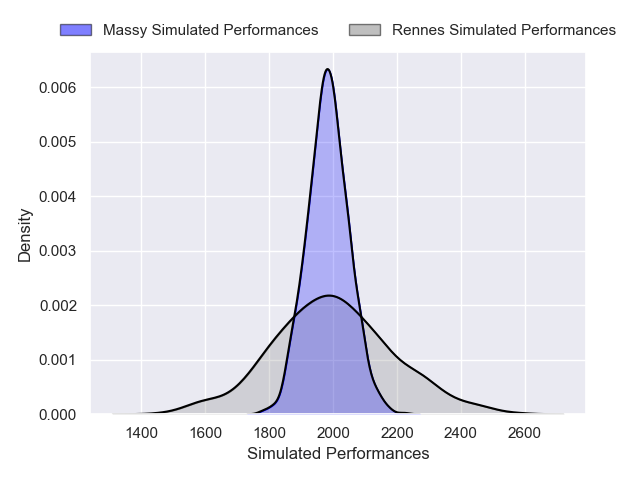 Massy Simulated Performances Rennes Simulated Performances
0.006
0.005
0.004
0.003
0.002
0.001
0.000
Density
1400 1600 1800 2000 2200 2400 2600
Simulated Performances